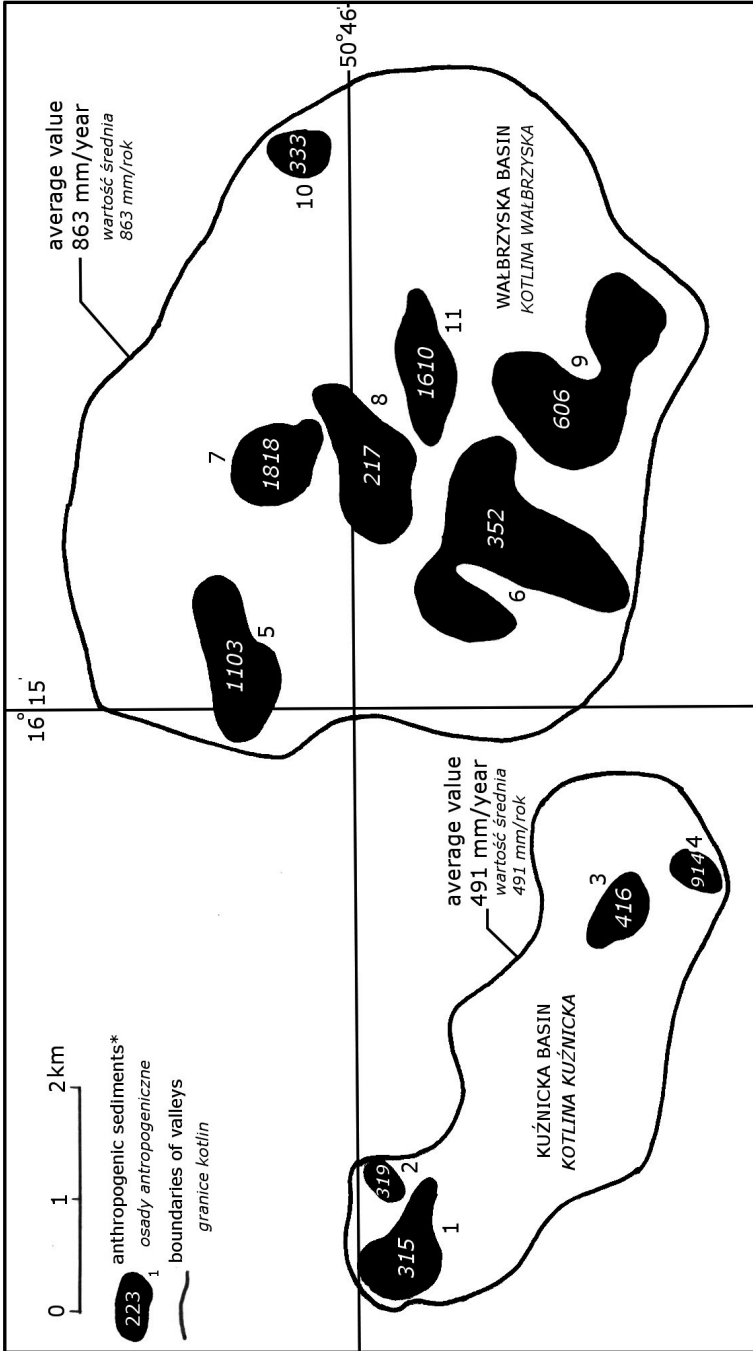 0 1 2km
223
1
anthropogenic sediments*
osady antropogeniczne
boundaries of valleys
granice kotlin
16°15'
50°46'
average value
863 mm/year
wartość średnia
863 mm/rok
average value
491 mm/year
wartość średnia
491 mm/rok
315
1
319
2
416
3
914
4
KUŹNICKA BASIN
KOTLINA KUŹNICKA
1103
5
352
6
1818
7
217
8
606
9
333
10
1610
11
WAŁBRZYSKA BASIN
KOTLINA WAŁBRZYSKA